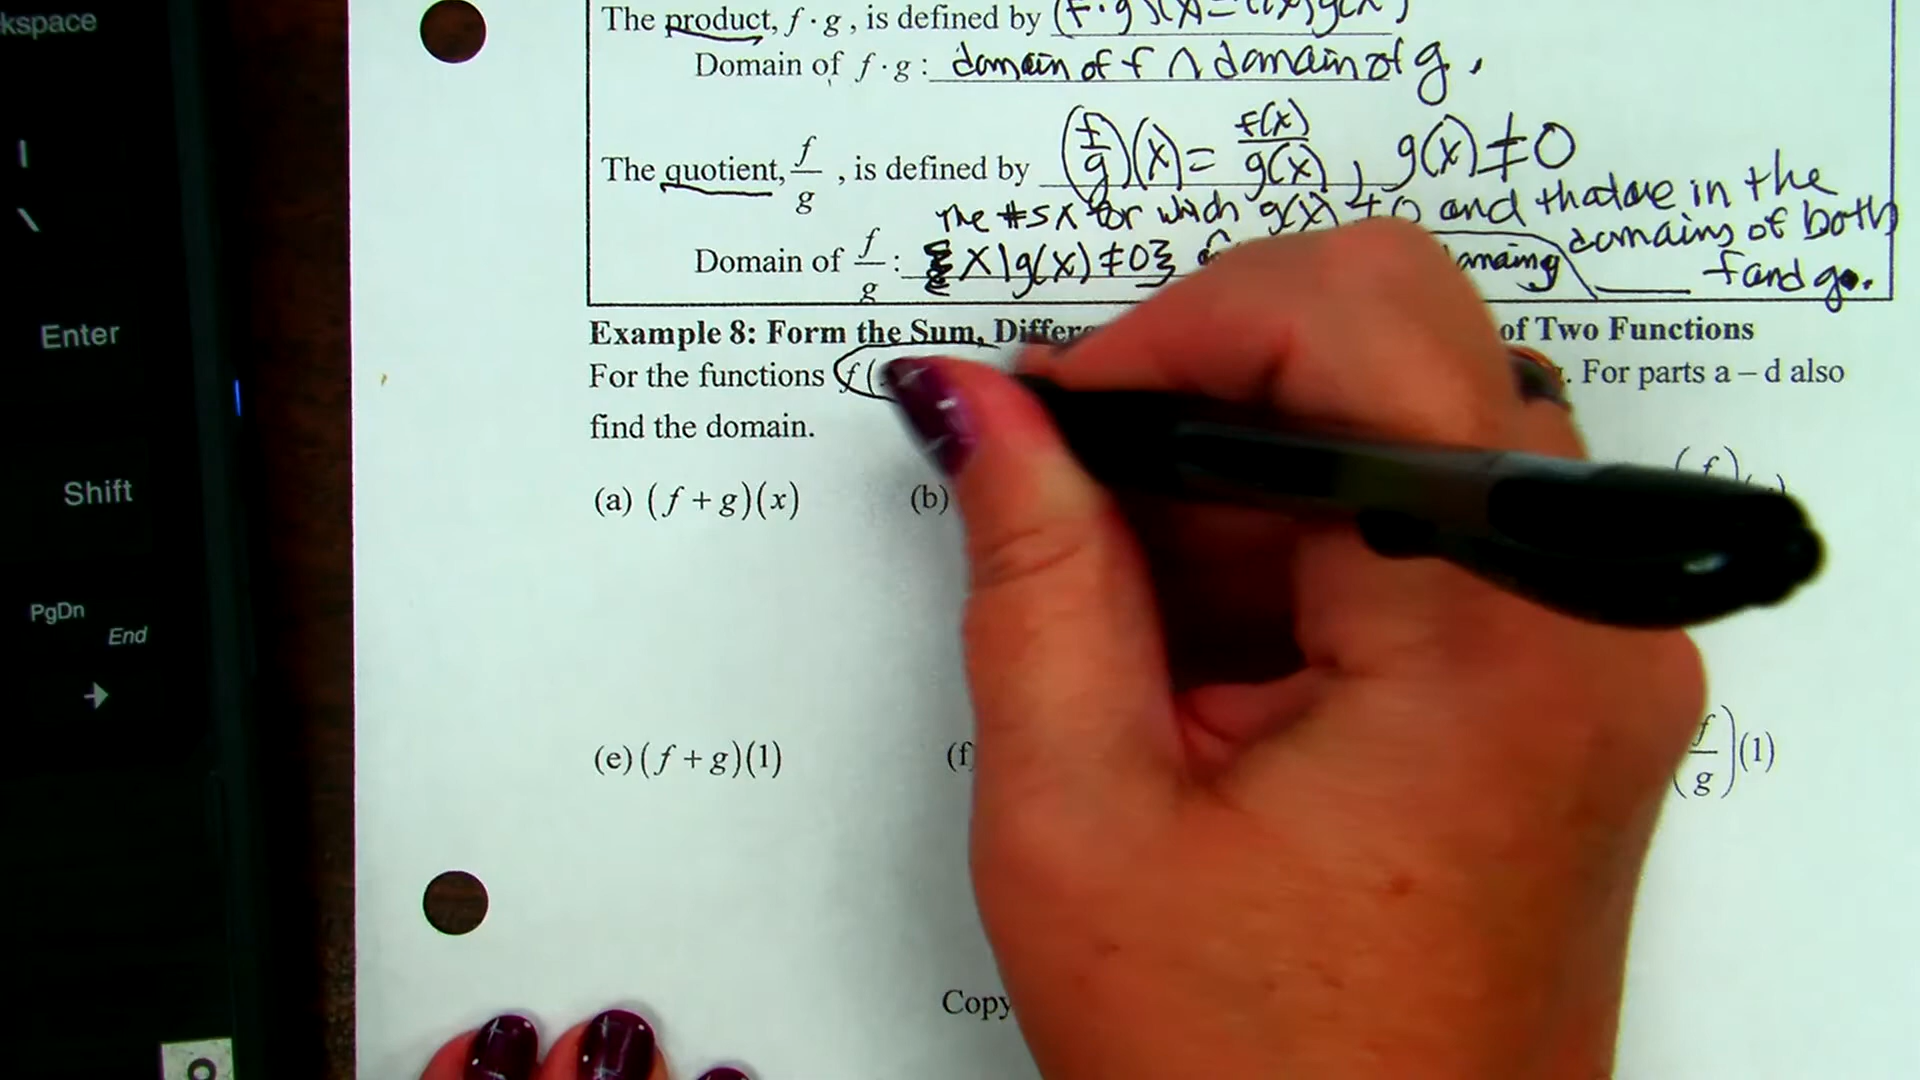 kspace
|
\
Enter
Shift
PgDn
End
The product, f · g , is defined by (f·g)(x)=f(x)g(x)
Domain of f · g : domain of f ∩ domain of g .
The quotient, f/g , is defined by (f/g)(x) = f(x)/g(x) , g(x) ≠ 0
The #s x for which g(x) ≠ 0 and that are in the
domains of both
f and g.
Domain of f/g : {x|g(x) ≠ 0}
Example 8: Form the Sum, Differ of Two Functions
For the functions f( . For parts a – d also
find the domain.
(a) (f + g)(x) (b)
(e) (f + g)(1) (f f/g)(1)
Copy